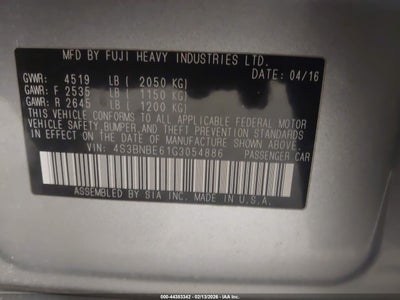 MFD BY FUJI HEAVY INDUSTRIES LTD.
DATE: 04/16
GVWR: 4519 LB ( 2050 KG)
GAWR: F 2535 LB ( 1150 KG)
GAWR: R 2645 LB ( 1200 KG)
THIS VEHICLE CONFORMS TO ALL APPLICABLE FEDERAL MOTOR
VEHICLE SAFETY, BUMPER, AND THEFT PREVENTION STANDARDS
IN EFFECT ON THE DATE OF MANUFACTURE SHOWN ABOVE.
VIN: 4S3BNBE61G3054886 PASSENGER CAR
ASSEMBLED BY SIA INC. MADE IN U.S.A.
000-44353342 - 02/13/2026 - IAA Inc.